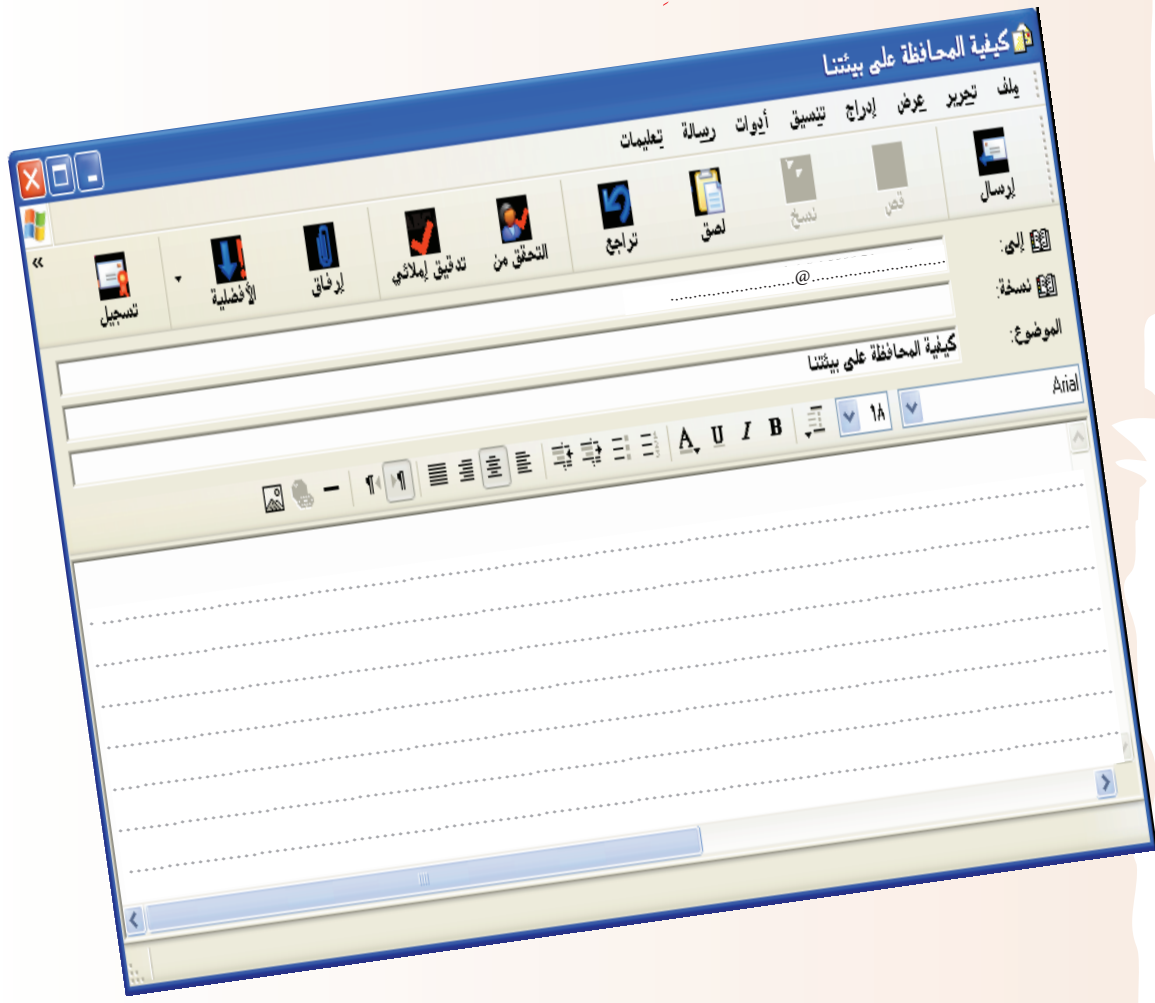 كيفية المحافظة على بيئتنا
ملف تحرير عرض إدراج تنسيق أدوات رسالة تعليمات
إرسال قص نسخ لصق تراجع التحقق من تدقيق إملائي إرفاق الأفضلية تسجيل »
إلى: ........................@........................
نسخة:
الموضوع: كيفية المحافظة على بيئتنا
Arial ١٨ B I U A